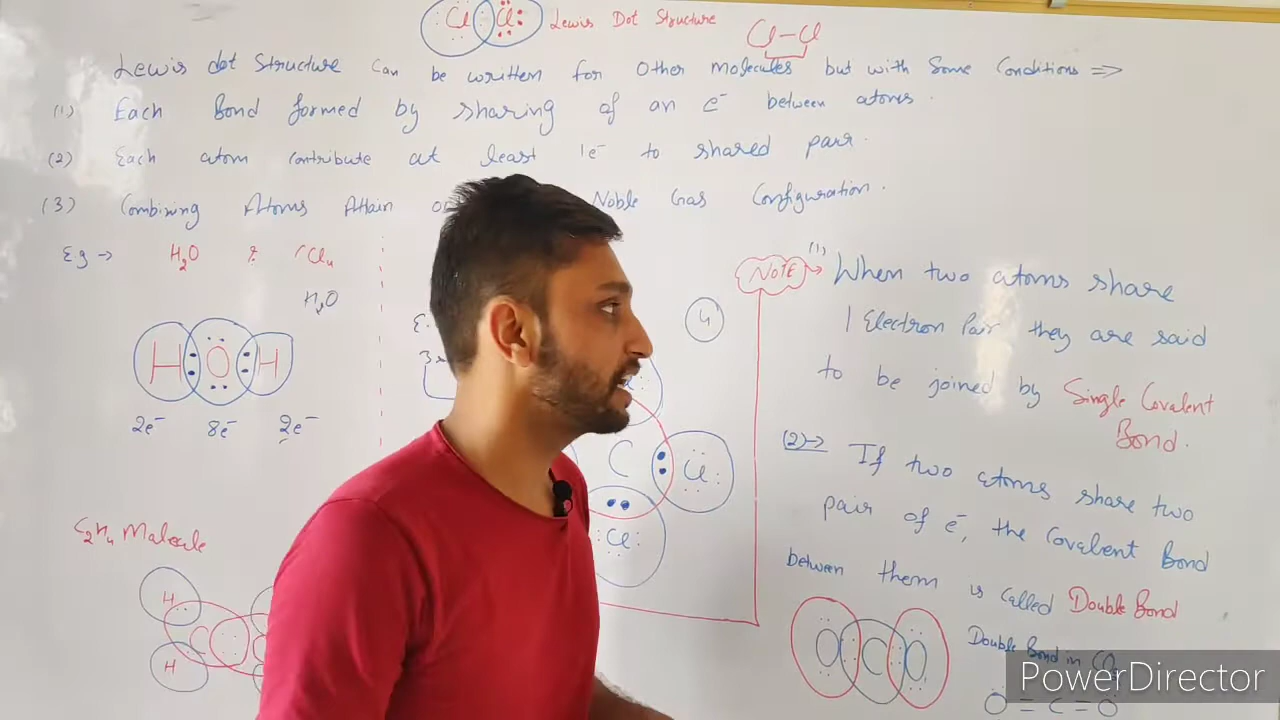 Cl Cl Lewis Dot Structure
Cl-Cl
Lewis dot Structure Can be written for Other molecules but with Some Conditions =>
(1) Each Bond formed by sharing of an e⁻ between atoms.
(2) Each atom contribute at least 1e⁻ to shared pair.
(3) Combining Atoms Attain Noble Gas Configuration.
Eg → H₂O & CCl₄
H₂O
H O H
2e⁻ 8e⁻ 2e⁻
4
C Cl
Cl
C₂H₄ Molecule
H
C
H
NOTE → (1) When two atoms share
1 Electron Pair they are said
to be joined by Single Covalent
Bond.
(2) → If two atoms share two
pair of e⁻, the Covalent Bond
between them is called Double Bond
O C O
Double Bond in CO₂
O = C = O
PowerDirector